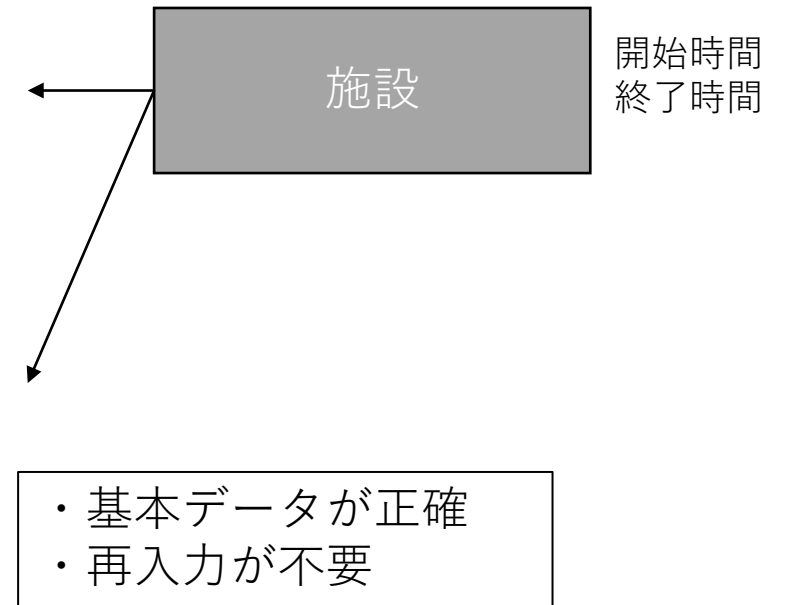 施設
開始時間
終了時間
・基本データが正確
・再入力が不要